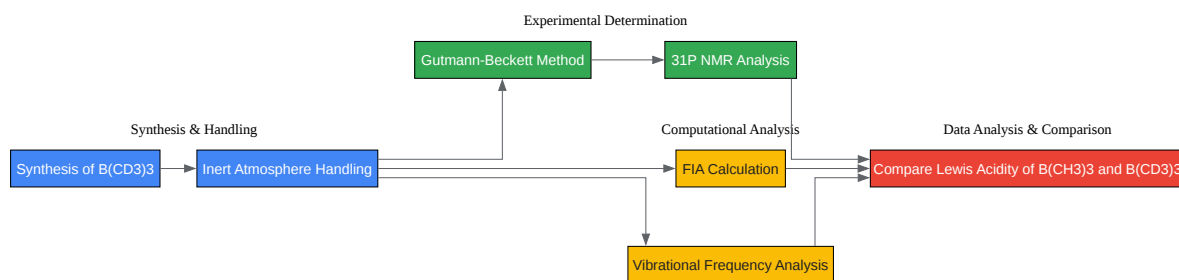 Experimental Determination
Gutmann-Beckett Method
31P NMR Analysis
Synthesis & Handling
Computational Analysis
Data Analysis & Comparison
Synthesis of B(CD3)3
Inert Atmosphere Handling
FIA Calculation
Compare Lewis Acidity of B(CH3)3 and B(CD3)3
Vibrational Frequency Analysis